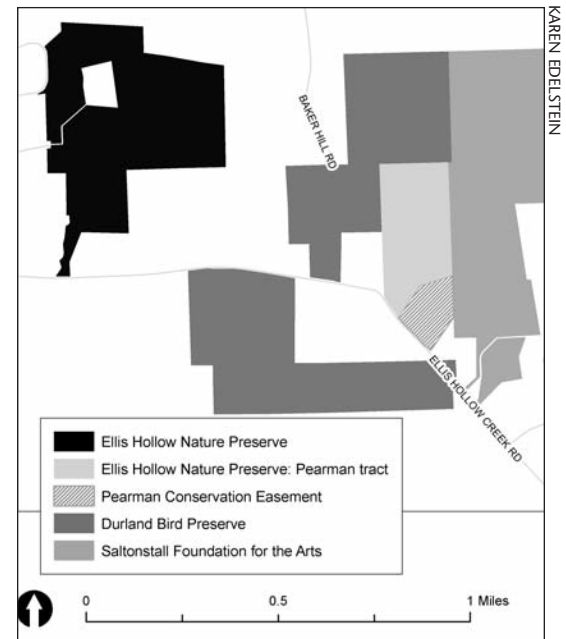 KAREN EDELSTEIN
BAKER HILL RD
ELLIS HOLLOW CREEK RD
Ellis Hollow Nature Preserve
Ellis Hollow Nature Preserve: Pearman tract
Pearman Conservation Easement
Durland Bird Preserve
Saltonstall Foundation for the Arts
0 0.5 1 Miles